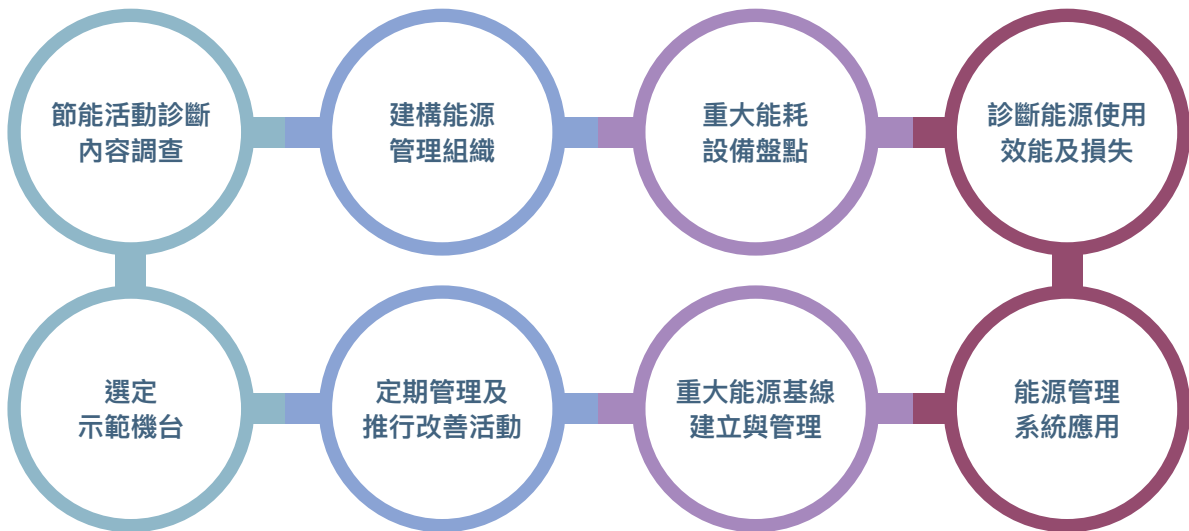 節能活動診斷
內容調查
建構能源
管理組織
重大能耗
設備盤點
診斷能源使用
效能及損失
選定
示範機台
定期管理及
推行改善活動
重大能源基線
建立與管理
能源管理
系統應用